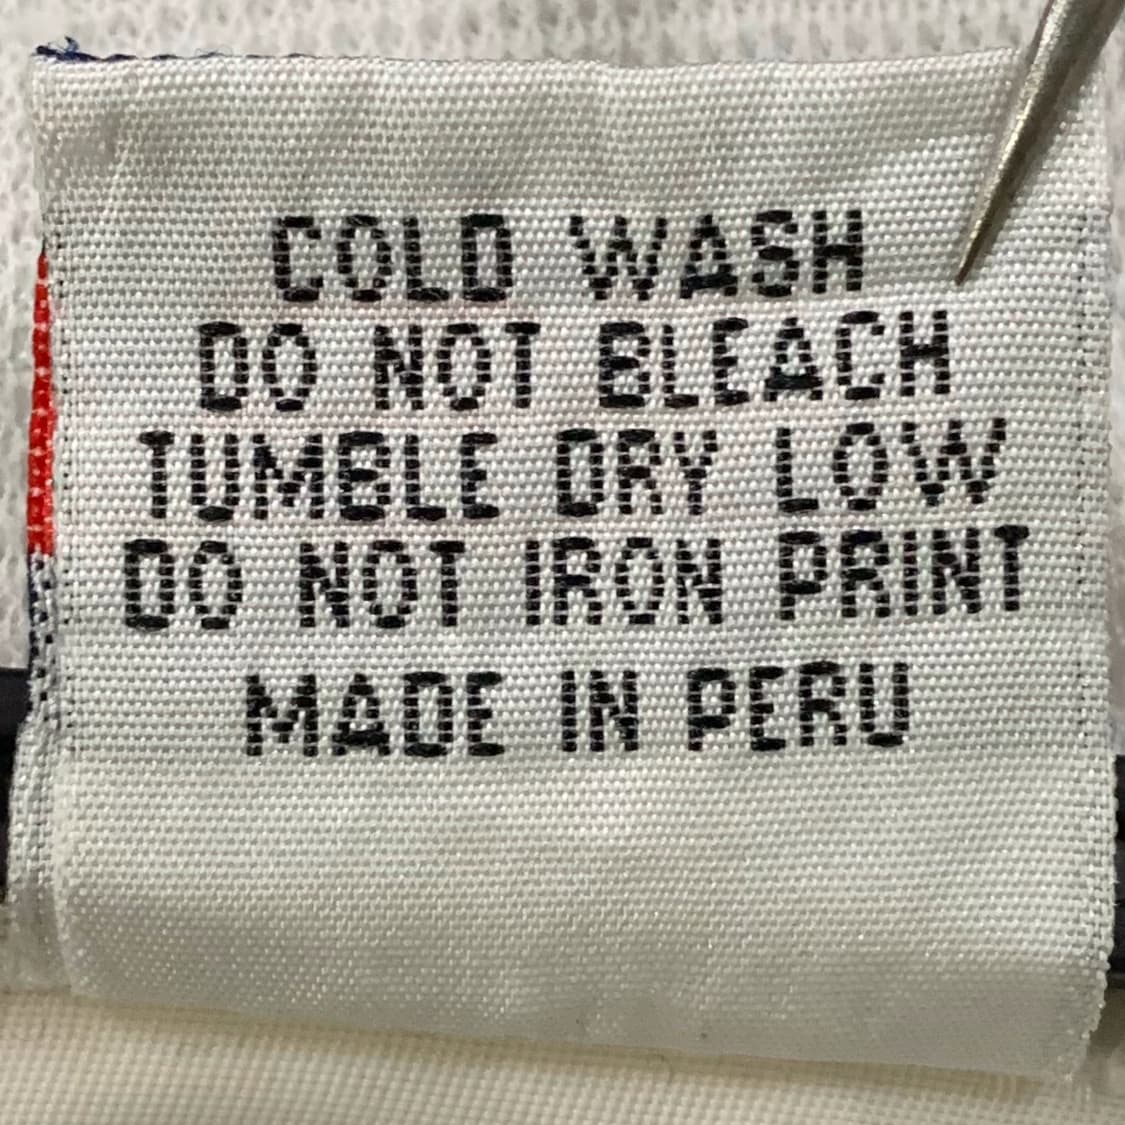 COLD WASH
DO NOT BLEACH
TUMBLE DRY LOW
DO NOT IRON PRINT
MADE IN PERU